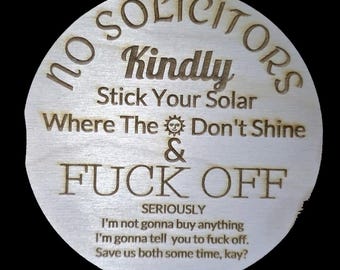 NO SOLICITORS
Kindly
Stick Your Solar
Where The Don't Shine
&
FUCK OFF
SERIOUSLY
I'm not gonna buy anything
I'm gonna tell you to fuck off.
Save us both some time, kay?